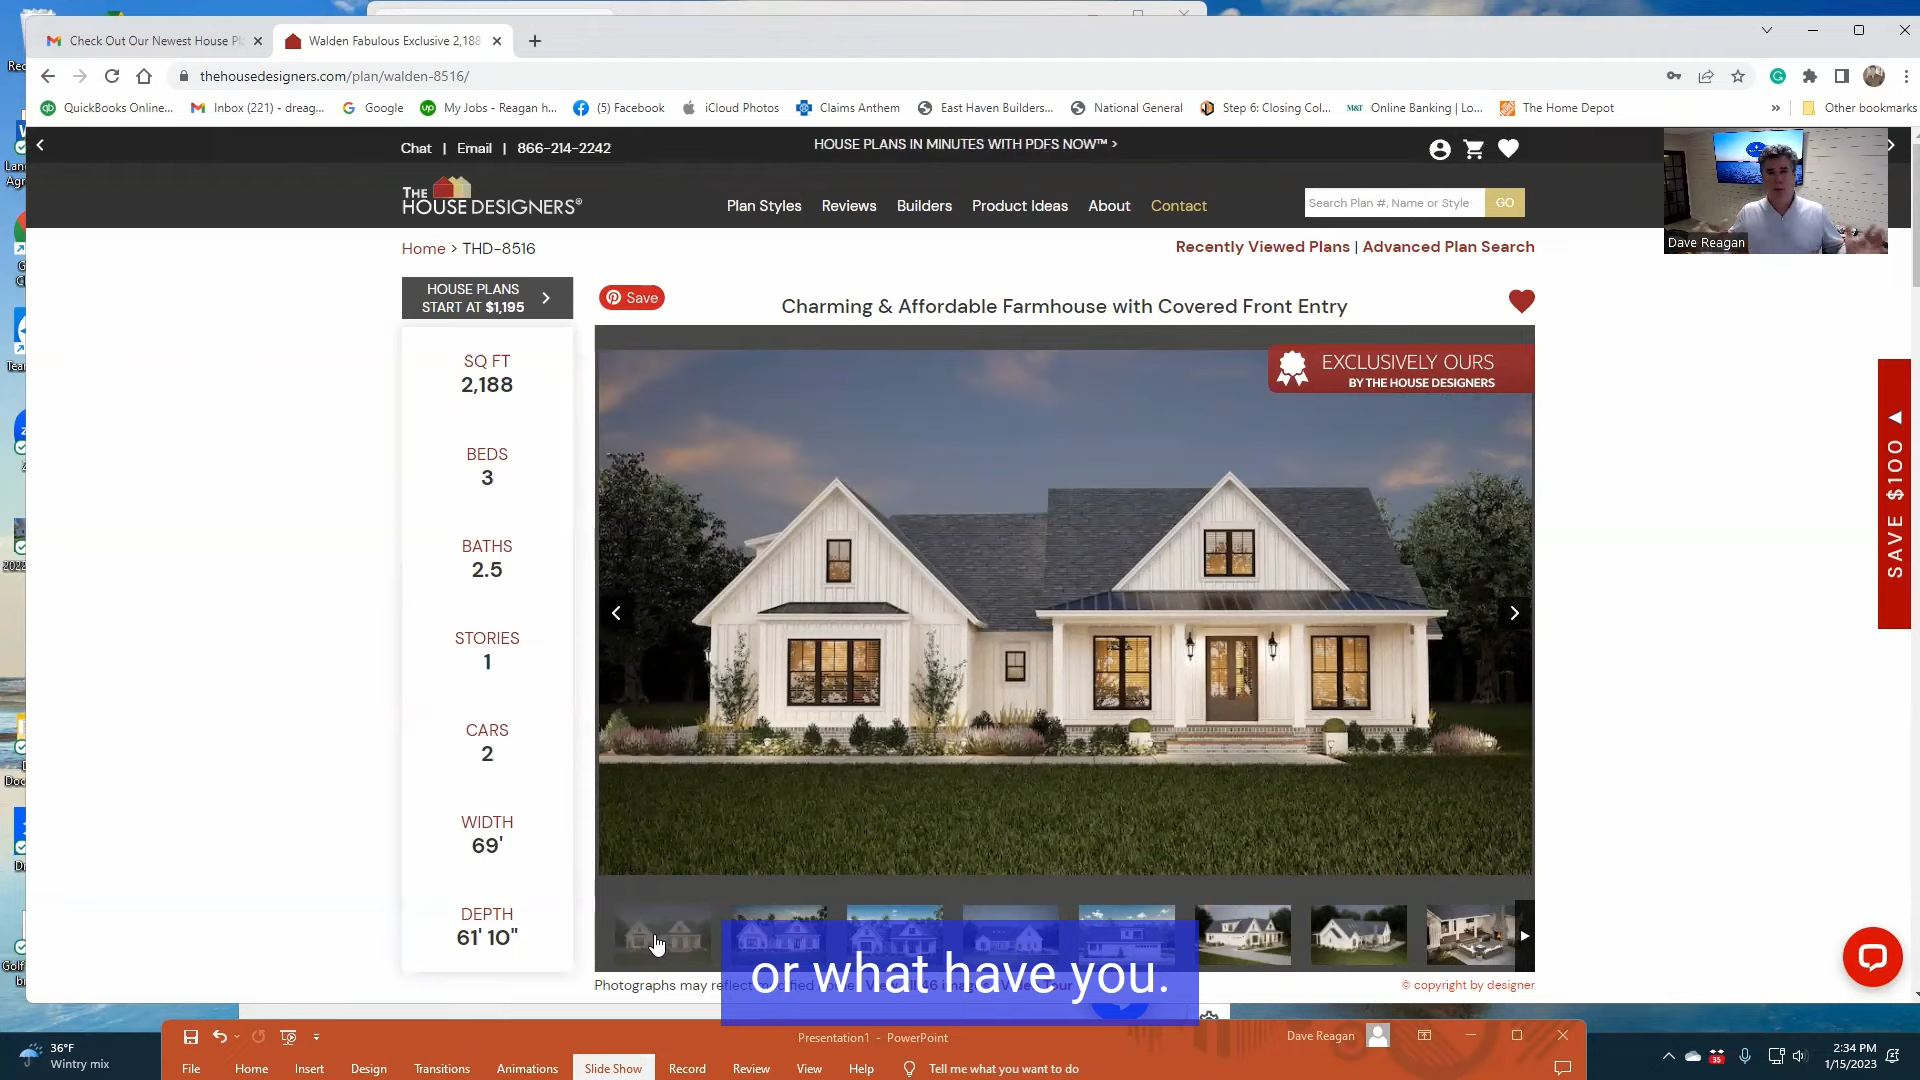 Check Out Our Newest House Pl
Walden Fabulous Exclusive 2,188
thehousedesigners.com/plan/walden-8516/
QuickBooks Online...
Inbox (221) - dreag...
Google
My Jobs - Reagan h...
(5) Facebook
iCloud Photos
Claims Anthem
East Haven Builders...
National General
Step 6: Closing Col...
M&T Online Banking | Lo...
The Home Depot
Other bookmarks
Chat | Email | 866-214-2242
HOUSE PLANS IN MINUTES WITH PDFS NOW™ >
THE
HOUSE DESIGNERS®
Plan Styles
Reviews
Builders
Product Ideas
About
Contact
Search Plan #, Name or Style
GO
Dave Reagan
Home > THD-8516
Recently Viewed Plans | Advanced Plan Search
HOUSE PLANS
START AT $1,195
Save
Charming & Affordable Farmhouse with Covered Front Entry
EXCLUSIVELY OURS
BY THE HOUSE DESIGNERS
SQ FT
2,188
BEDS
3
BATHS
2.5
STORIES
1
CARS
2
WIDTH
69'
DEPTH
61' 10"
SAVE $100
or what have you.
Photographs may reflect
© copyright by designer
36°F
Wintry mix
Presentation1 - PowerPoint
Dave Reagan
File
Home
Insert
Design
Transitions
Animations
Slide Show
Record
Review
View
Help
Tell me what you want to do
35
2:34 PM
1/15/2023